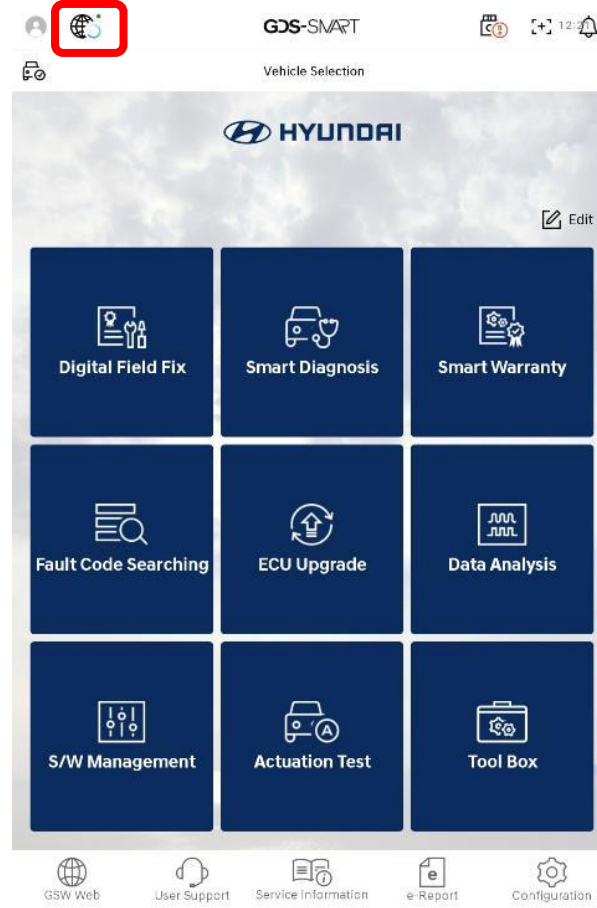 GDS-SMART
12:21
Vehicle Selection
HYUNDAI
Edit
Digital Field Fix
Smart Diagnosis
Smart Warranty
Fault Code Searching
ECU Upgrade
Data Analysis
S/W Management
Actuation Test
Tool Box
GSW Web
User Support
Service Information
e-Report
Configuration